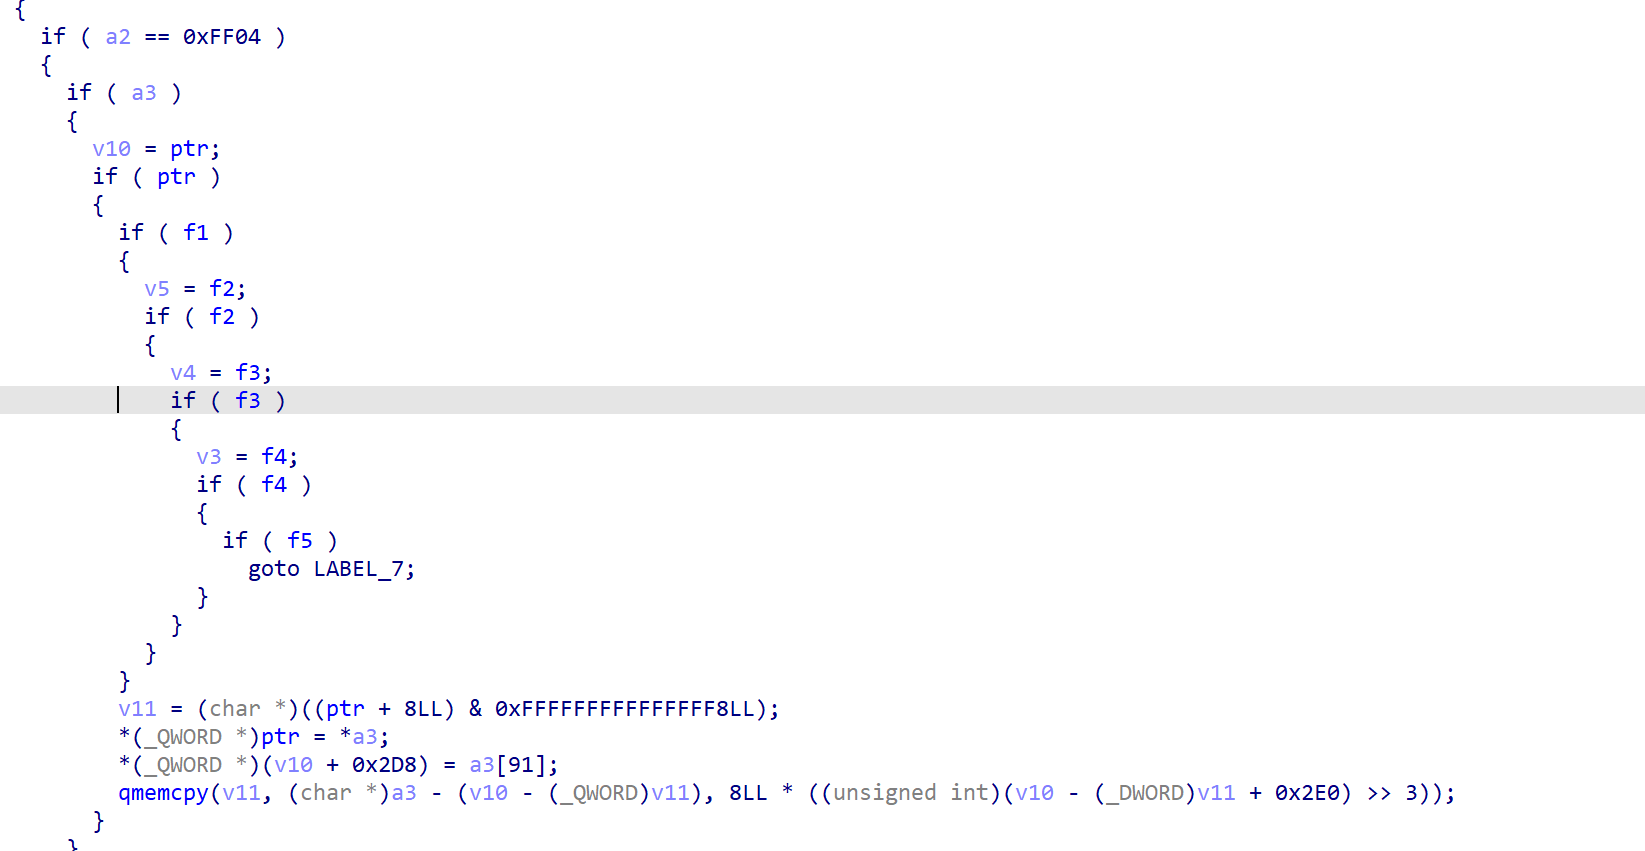 {
if ( a2 == 0xFF04 )
{
if ( a3 )
{
v10 = ptr;
if ( ptr )
{
if ( f1 )
{
v5 = f2;
if ( f2 )
{
v4 = f3;
if ( f3 )
{
v3 = f4;
if ( f4 )
{
if ( f5 )
goto LABEL_7;
}
}
}
}
v11 = (char *)((ptr + 8LL) & 0xFFFFFFFFFFFFFFF8LL);
*(_QWORD *)ptr = *a3;
*(_QWORD *)(v10 + 0x2D8) = a3[91];
qmemcpy(v11, (char *)a3 - (v10 - (_QWORD)v11), 8LL * ((unsigned int)(v10 - (_DWORD)v11 + 0x2E0) >> 3));
}
}